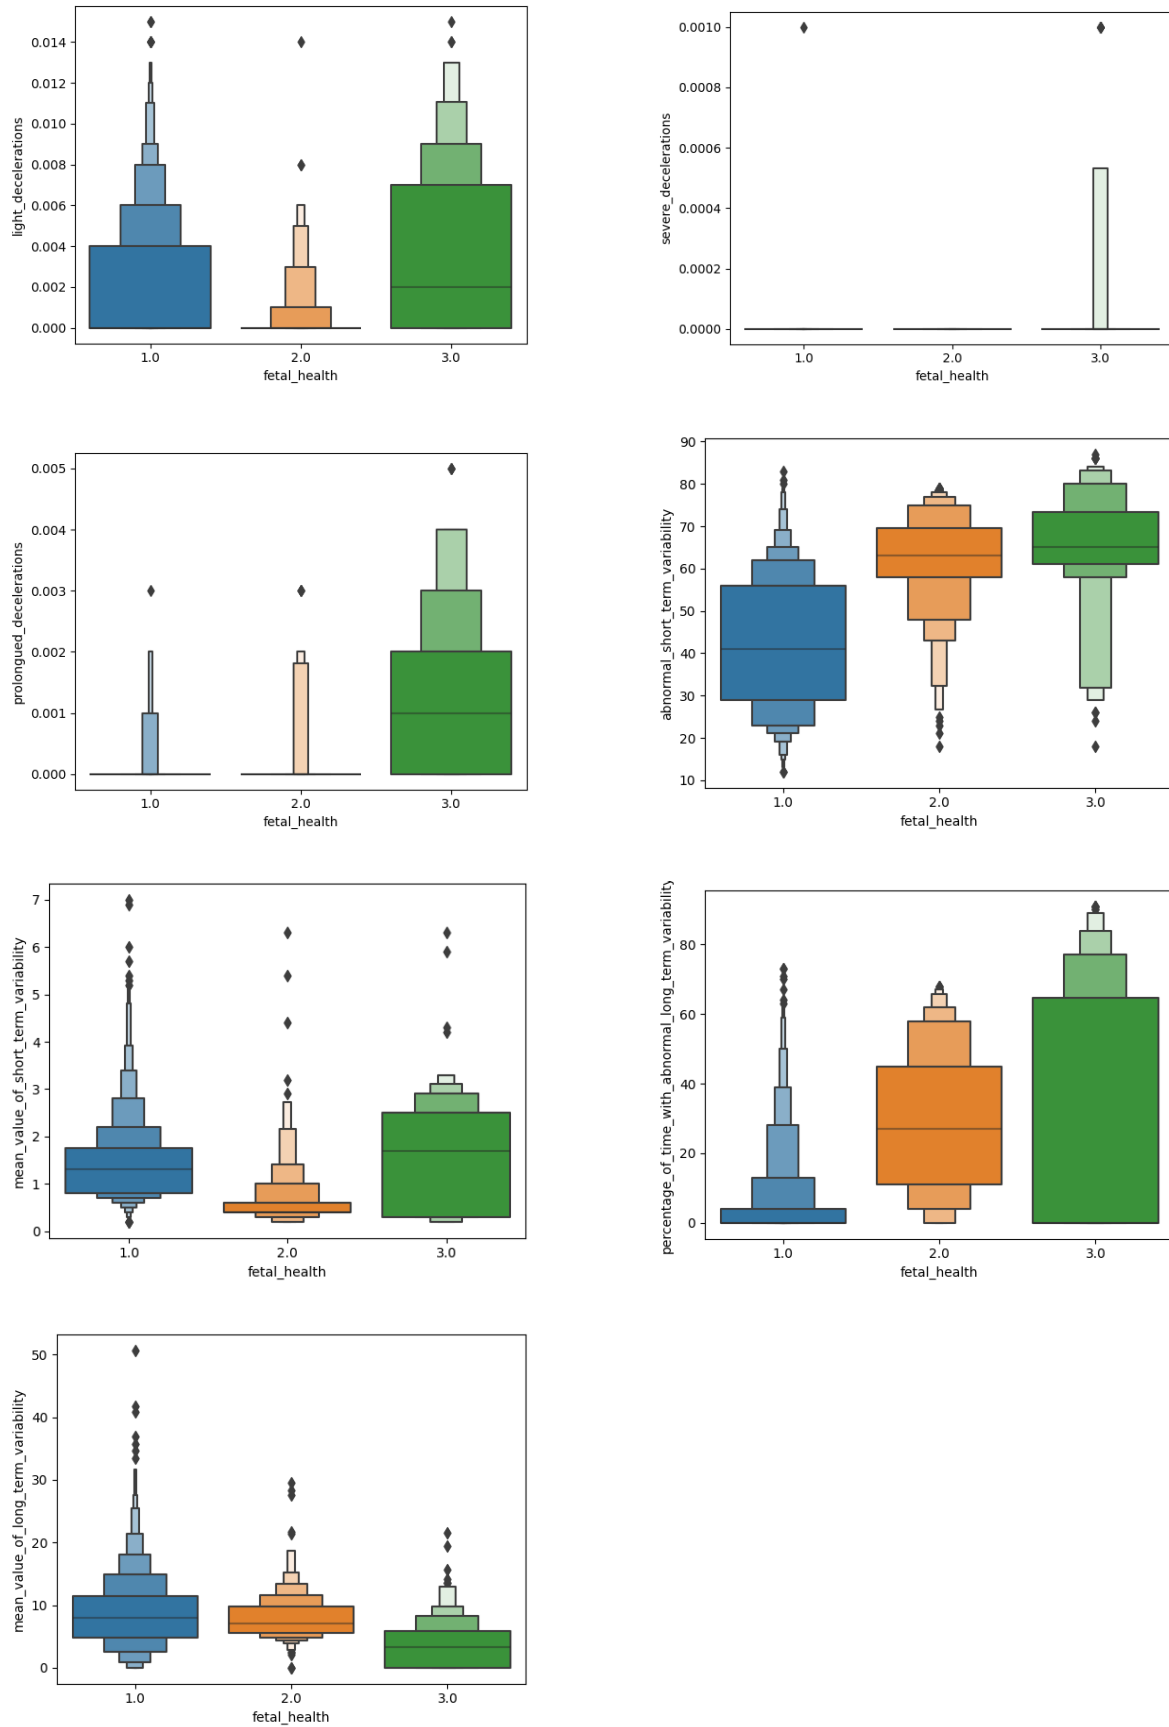 light_decelerations
0.014
0.012
0.010
0.008
0.006
0.004
0.002
0.000
1.0 2.0 3.0
fetal_health
severe_decelerations
0.0010
0.0008
0.0006
0.0004
0.0002
0.0000
1.0 2.0 3.0
fetal_health
prolongued_decelerations
0.005
0.004
0.003
0.002
0.001
0.000
1.0 2.0 3.0
fetal_health
abnormal_short_term_variability
90
80
70
60
50
40
30
20
10
1.0 2.0 3.0
fetal_health
mean_value_of_short_term_variability
7
6
5
4
3
2
1
0
1.0 2.0 3.0
fetal_health
percentage_of_time_with_abnormal_long_term_variability
80
60
40
20
0
1.0 2.0 3.0
fetal_health
mean_value_of_long_term_variability
50
40
30
20
10
0
1.0 2.0 3.0
fetal_health